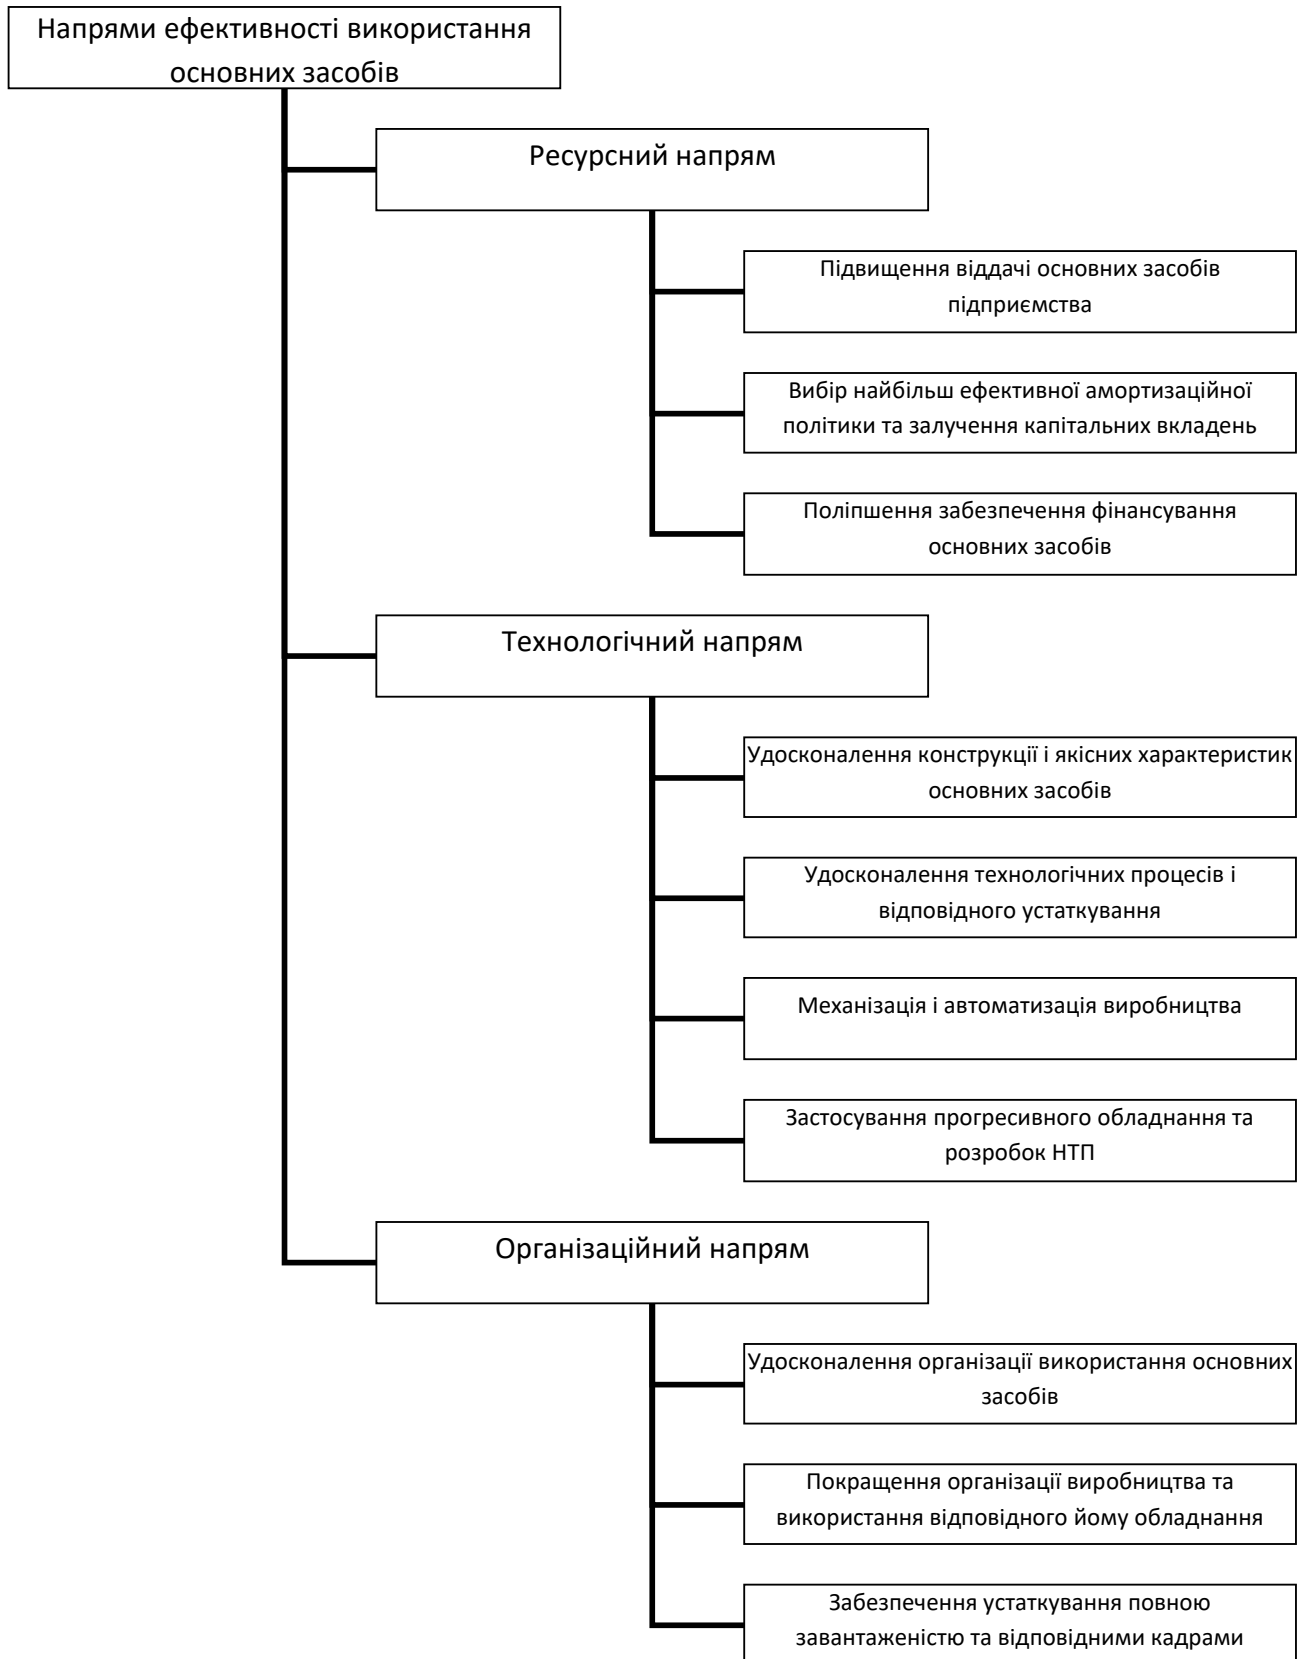 Напрями ефективності використання
основних засобів
Ресурсний напрям
Підвищення віддачі основних засобів
підприємства
Вибір найбільш ефективної амортизаційної
політики та залучення капітальних вкладень
Поліпшення забезпечення фінансування
основних засобів
Технологічний напрям
Удосконалення конструкції і якісних характеристик
основних засобів
Удосконалення технологічних процесів і
відповідного устаткування
Механізація і автоматизація виробництва
Застосування прогресивного обладнання та
розробок НТП
Організаційний напрям
Удосконалення організації використання основних
засобів
Покращення організації виробництва та
використання відповідного йому обладнання
Забезпечення устаткування повною
завантаженістю та відповідними кадрами